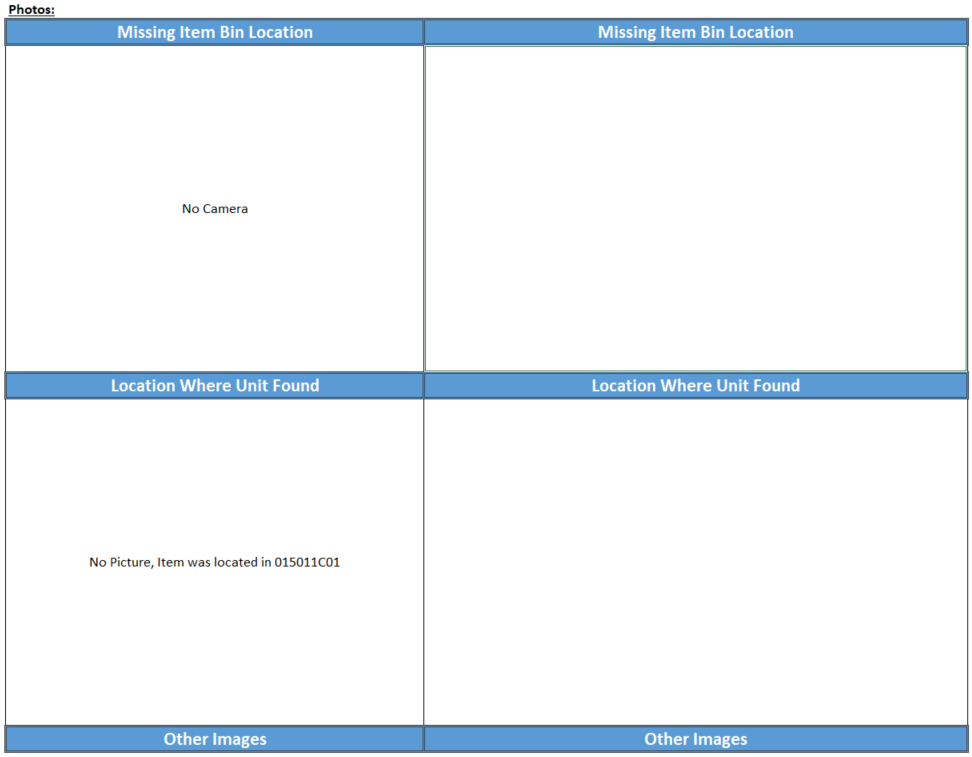 Photos:
Missing Item Bin Location
Missing Item Bin Location
No Camera
Location Where Unit Found
Location Where Unit Found
No Picture, Item was located in 015011C01
Other Images
Other Images